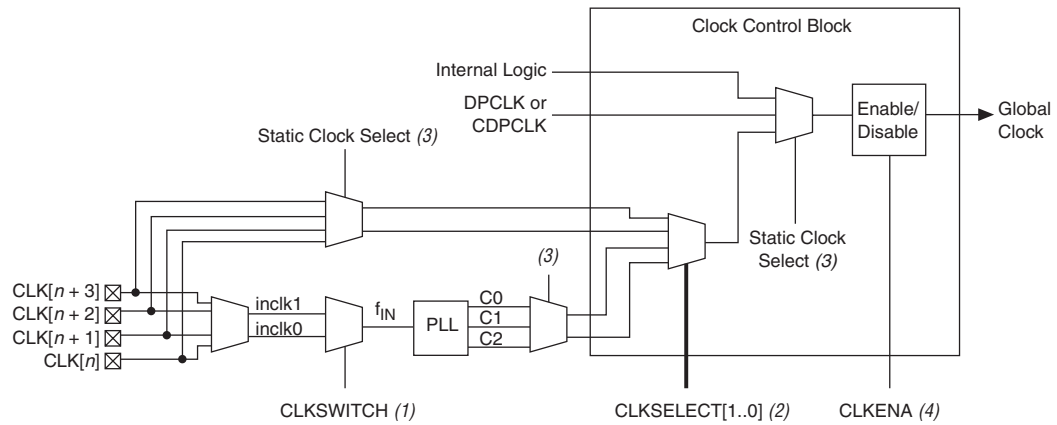 Clock Control Block
Internal Logic
DPCLK or
CDPCLK
Enable/
Disable
Global
Clock
Static Clock Select (3)
Static Clock
Select (3)
(3)
CLK[n + 3]
CLK[n + 2]
CLK[n + 1]
CLK[n]
inclk1
inclk0
fIN
PLL
C0
C1
C2
CLKSWITCH (1)
CLKSELECT[1..0] (2)
CLKENA (4)